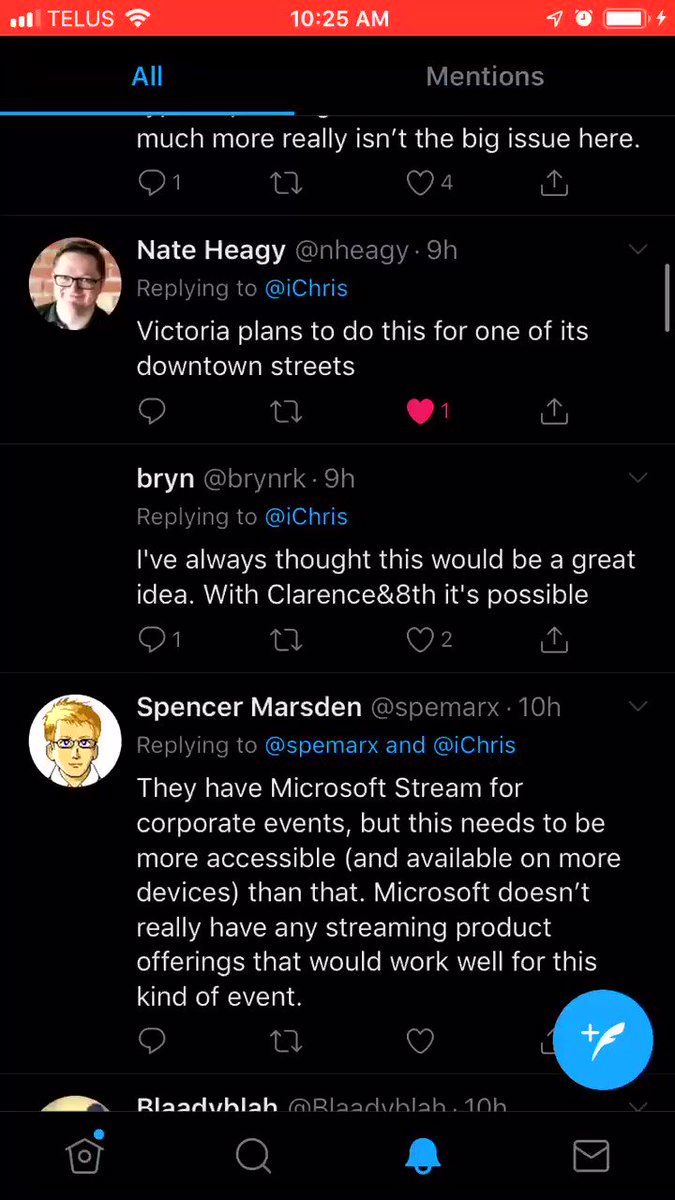 TELUS 10:25 AM
All Mentions
much more really isn’t the big issue here.
1 4
Nate Heagy @nheagy · 9h
Replying to @iChris
Victoria plans to do this for one of its
downtown streets
1
bryn @brynrk · 9h
Replying to @iChris
I've always thought this would be a great
idea. With Clarence&8th it's possible
1 2
Spencer Marsden @spemarx · 10h
Replying to @spemarx and @iChris
They have Microsoft Stream for
corporate events, but this needs to be
more accessible (and available on more
devices) than that. Microsoft doesn’t
really have any streaming product
offerings that would work well for this
kind of event.
Blaadyblah @Blaadyblah · 10h